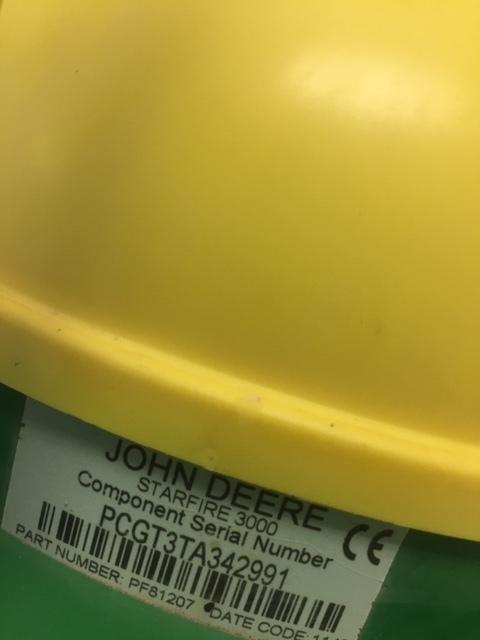 JOHN DEERE
STARFIRE 3000
Component Serial Number
CE
PCGT3TA342991
PART NUMBER: PF81207 DATE CODE: